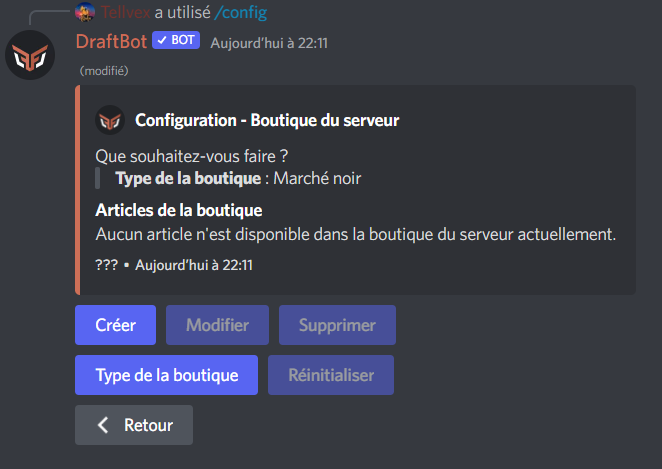 Tellvex a utilisé /config
DraftBot ✓ BOT Aujourd'hui à 22:11
(modifié)
Configuration - Boutique du serveur
Que souhaitez-vous faire ?
Type de la boutique : Marché noir
Articles de la boutique
Aucun article n'est disponible dans la boutique du serveur actuellement.
??? • Aujourd'hui à 22:11
Créer Modifier Supprimer
Type de la boutique Réinitialiser
Retour